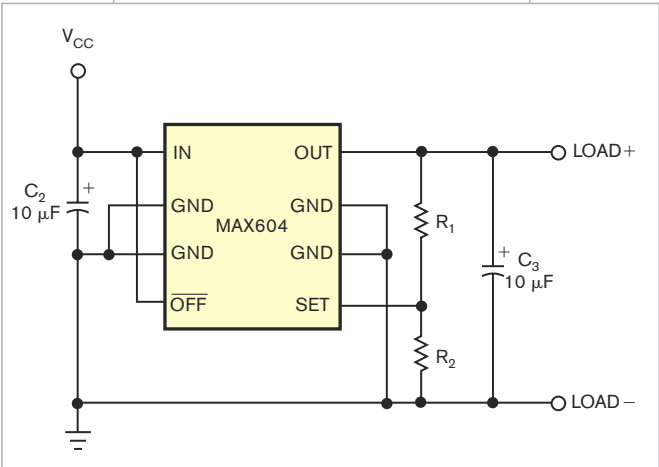 VCC
IN
OUT
LOAD+
C2
10 μF
+
GND
GND
MAX604
R1
GND
GND
+
C3
10 μF
OFF
SET
R2
LOAD−